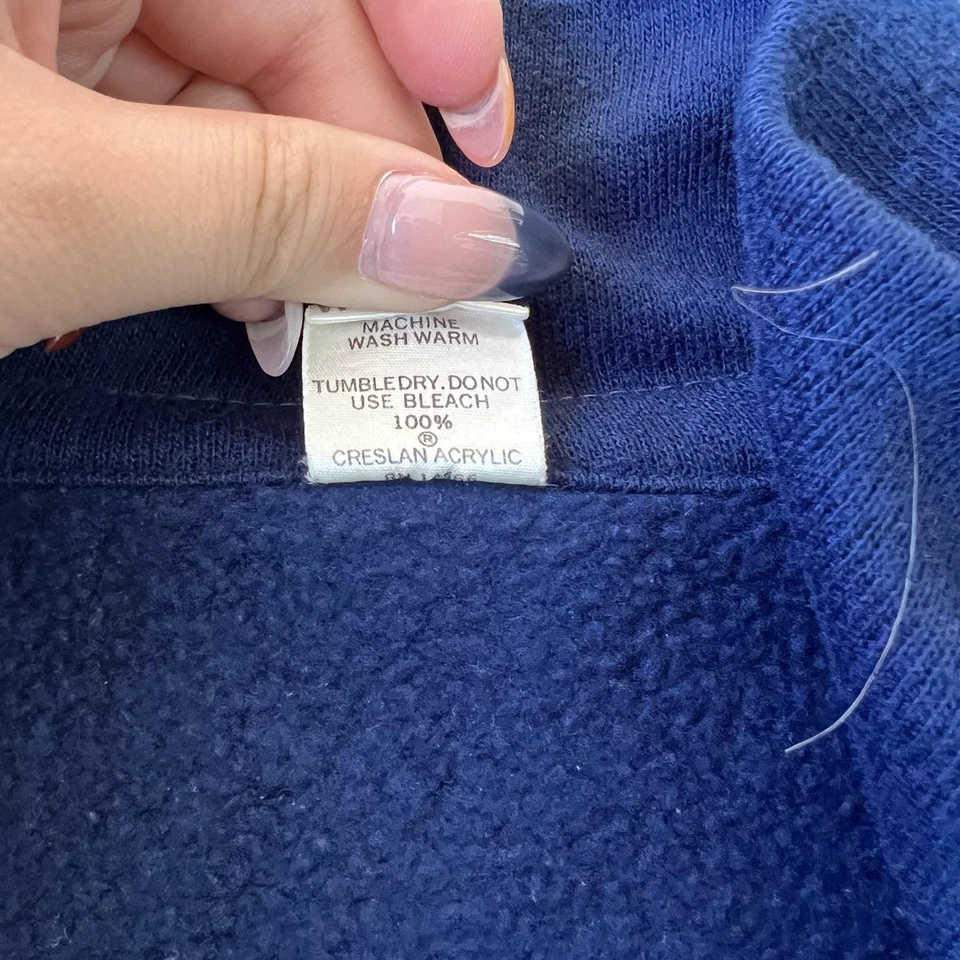 MACHINE
WASH WARM
TUMBLE DRY. DO NOT
USE BLEACH
100%
®
CRESLAN ACRYLIC